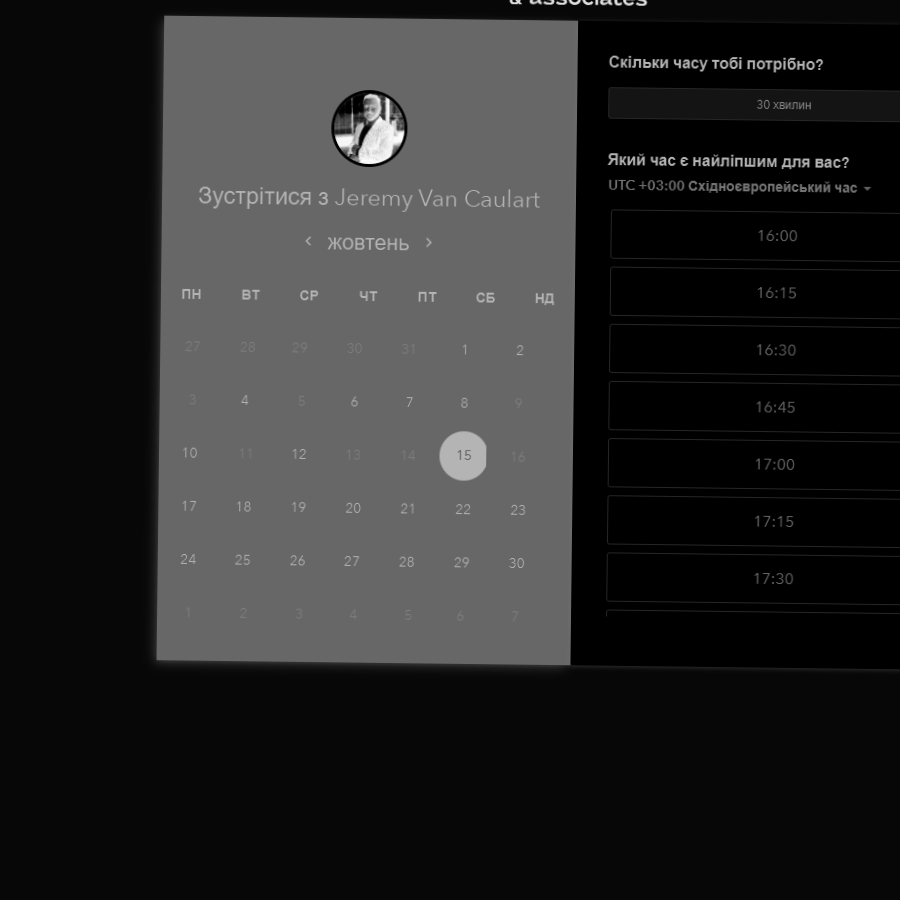 & associates
Зустрітися з Jeremy Van Caulart
жовтень
ПН ВТ СР ЧТ ПТ СБ НД
27 28 29 30 31 1 2
3 4 5 6 7 8 9
10 11 12 13 14 15 16
17 18 19 20 21 22 23
24 25 26 27 28 29 30
1 2 3 4 5 6 7
Скільки часу тобі потрібно?
30 хвилин
Який час є найліпшим для вас?
UTC +03:00 Східноєвропейський час
16:00
16:15
16:30
16:45
17:00
17:15
17:30